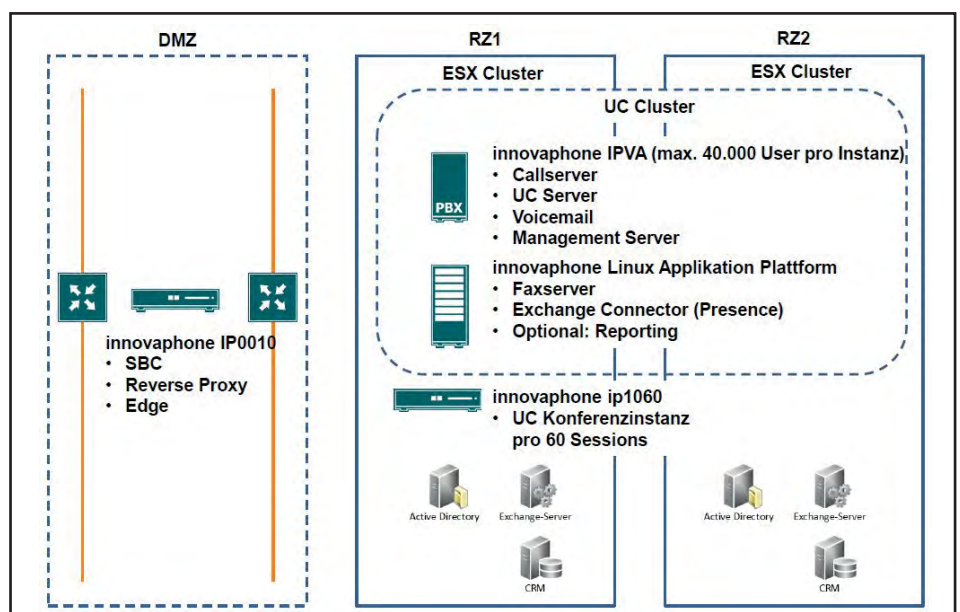 DMZ
innovaphone IP0010
• SBC
• Reverse Proxy
• Edge
RZ1
RZ2
ESX Cluster
ESX Cluster
UC Cluster
PBX
innovaphone IPVA (max. 40.000 User pro Instanz)
• Callserver
• UC Server
• Voicemail
• Management Server
innovaphone Linux Applikation Plattform
• Faxserver
• Exchange Connector (Presence)
• Optional: Reporting
innovaphone ip1060
• UC Konferenzinstanz
pro 60 Sessions
Active Directory
Exchange-Server
CRM
Active Directory
Exchange-Server
CRM